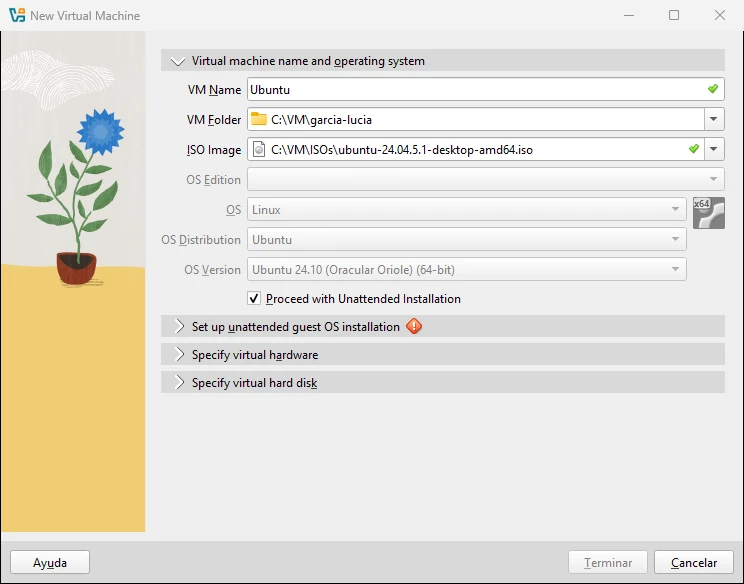 New Virtual Machine
Virtual machine name and operating system
VM Name Ubuntu
VM Folder C:\VM\garcia-lucia
ISO Image C:\VM\ISOs\ubuntu-24.04.5.1-desktop-amd64.iso
OS Edition
OS Linux x64
OS Distribution Ubuntu
OS Version Ubuntu 24.10 (Oracular Oriole) (64-bit)
Proceed with Unattended Installation
Set up unattended guest OS installation
Specify virtual hardware
Specify virtual hard disk
Ayuda Terminar Cancelar